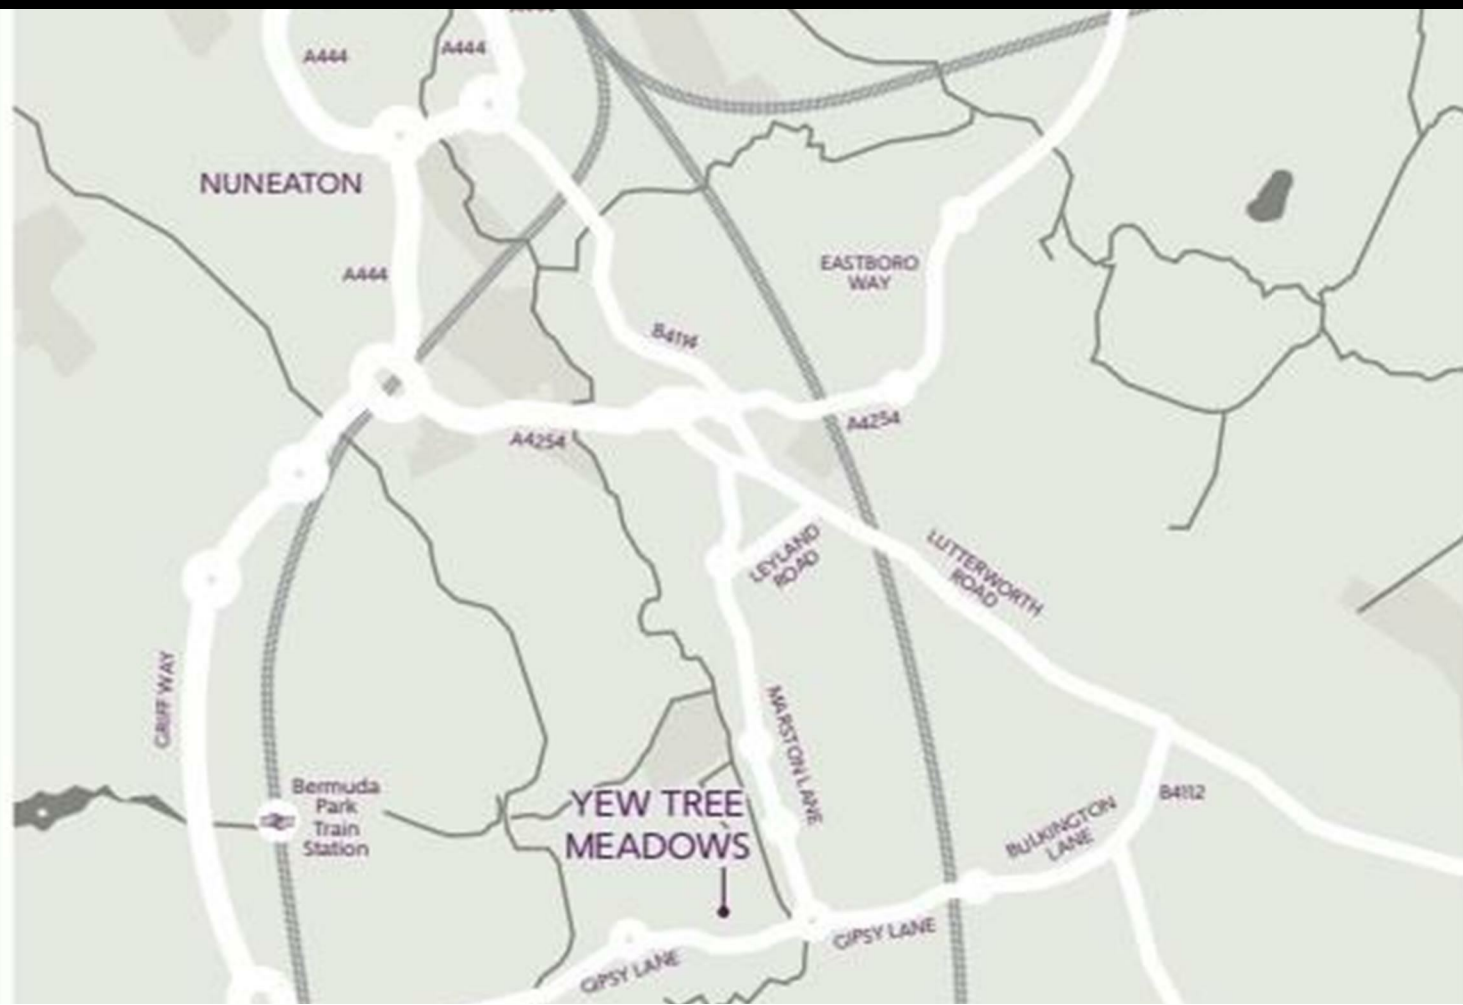 A444
A444
NUNEATON
A444
EASTBORO
WAY
B4114
A4254
A4254
LEYLAND
ROAD
LUTTERWORTH
ROAD
GRIFF WAY
MARSTON LANE
Bermuda
Park
Train
Station
YEW TREE
MEADOWS
B4112
BULKINGTON
LANE
GIPSY LANE
GIPSY LANE